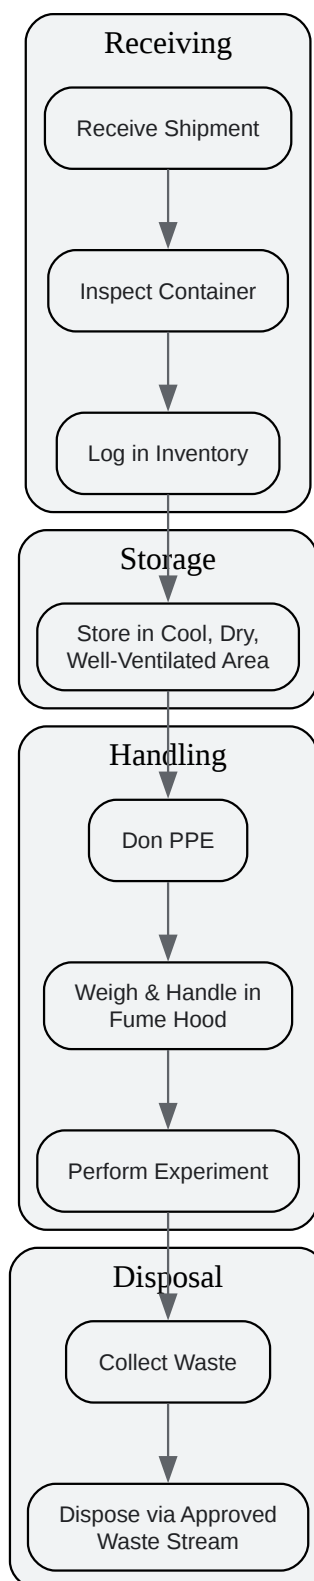 Receiving
Receive Shipment
Inspect Container
Log in Inventory
Storage
Store in Cool, Dry,
Well-Ventilated Area
Handling
Don PPE
Weigh & Handle in
Fume Hood
Perform Experiment
Disposal
Collect Waste
Dispose via Approved
Waste Stream